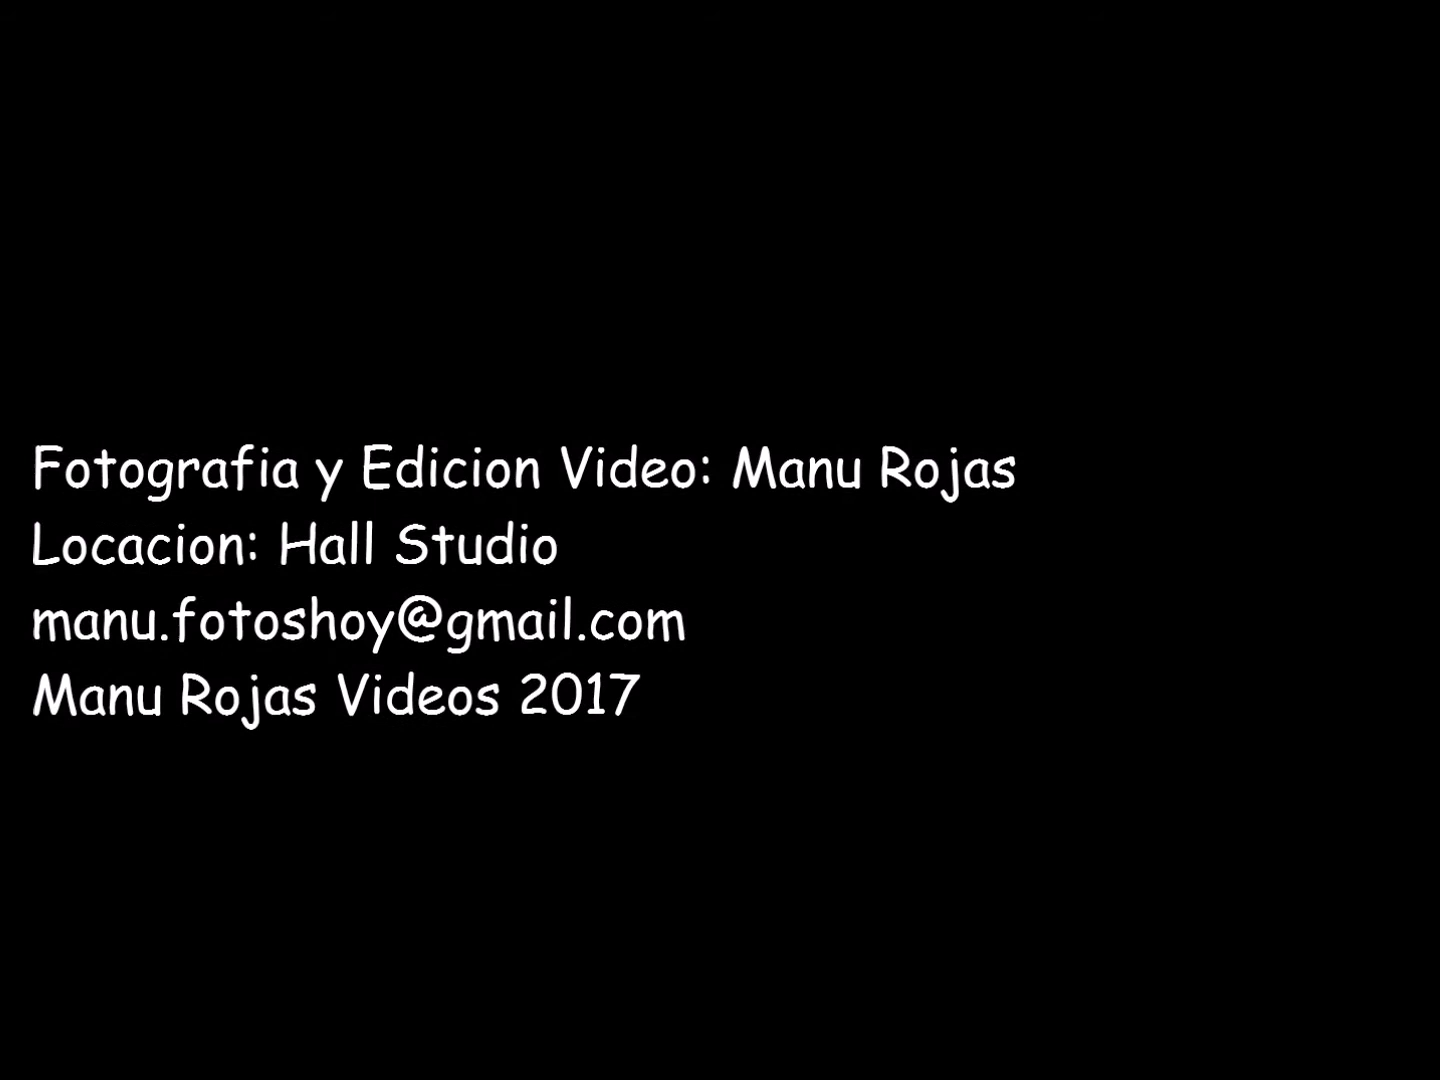 Fotografia y Edicion Video: Manu Rojas
Locacion: Hall Studio
manu.fotoshoy@gmail.com
Manu Rojas Videos 2017